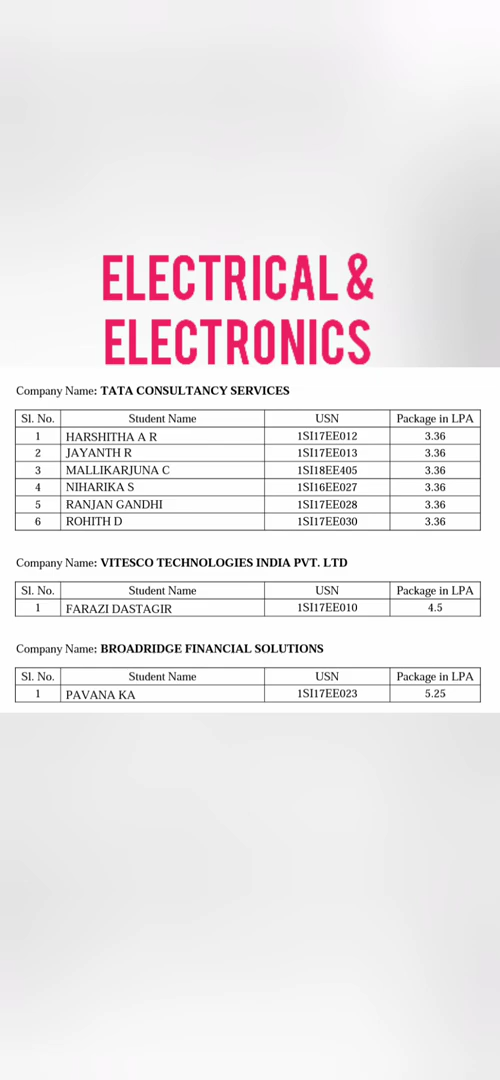 ELECTRICAL &
ELECTRONICS
Company Name: TATA CONSULTANCY SERVICES
Sl. No. Student Name USN Package in LPA
1 HARSHITHA A R 1SI17EE012 3.36
2 JAYANTH R 1SI17EE013 3.36
3 MALLIKARJUNA C 1SI18EE405 3.36
4 NIHARIKA S 1SI16EE027 3.36
5 RANJAN GANDHI 1SI17EE028 3.36
6 ROHITH D 1SI17EE030 3.36
Company Name: VITESCO TECHNOLOGIES INDIA PVT. LTD
Sl. No. Student Name USN Package in LPA
1 FARAZI DASTAGIR 1SI17EE010 4.5
Company Name: BROADRIDGE FINANCIAL SOLUTIONS
Sl. No. Student Name USN Package in LPA
1 PAVANA KA 1SI17EE023 5.25